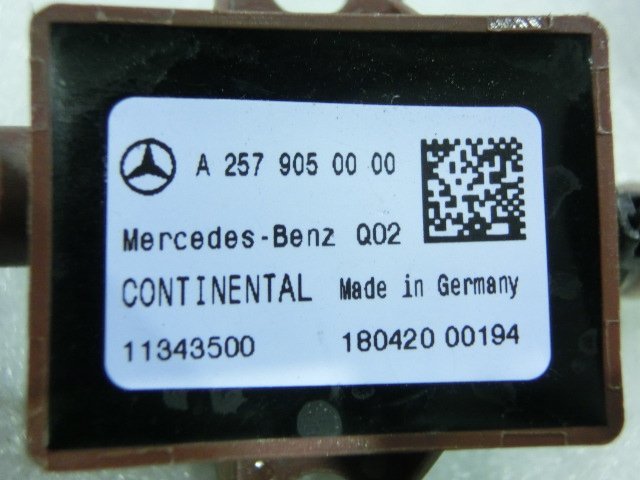 A 257 905 00 00
Mercedes-Benz Q02
CONTINENTAL Made in Germany
11343500 180420 00194